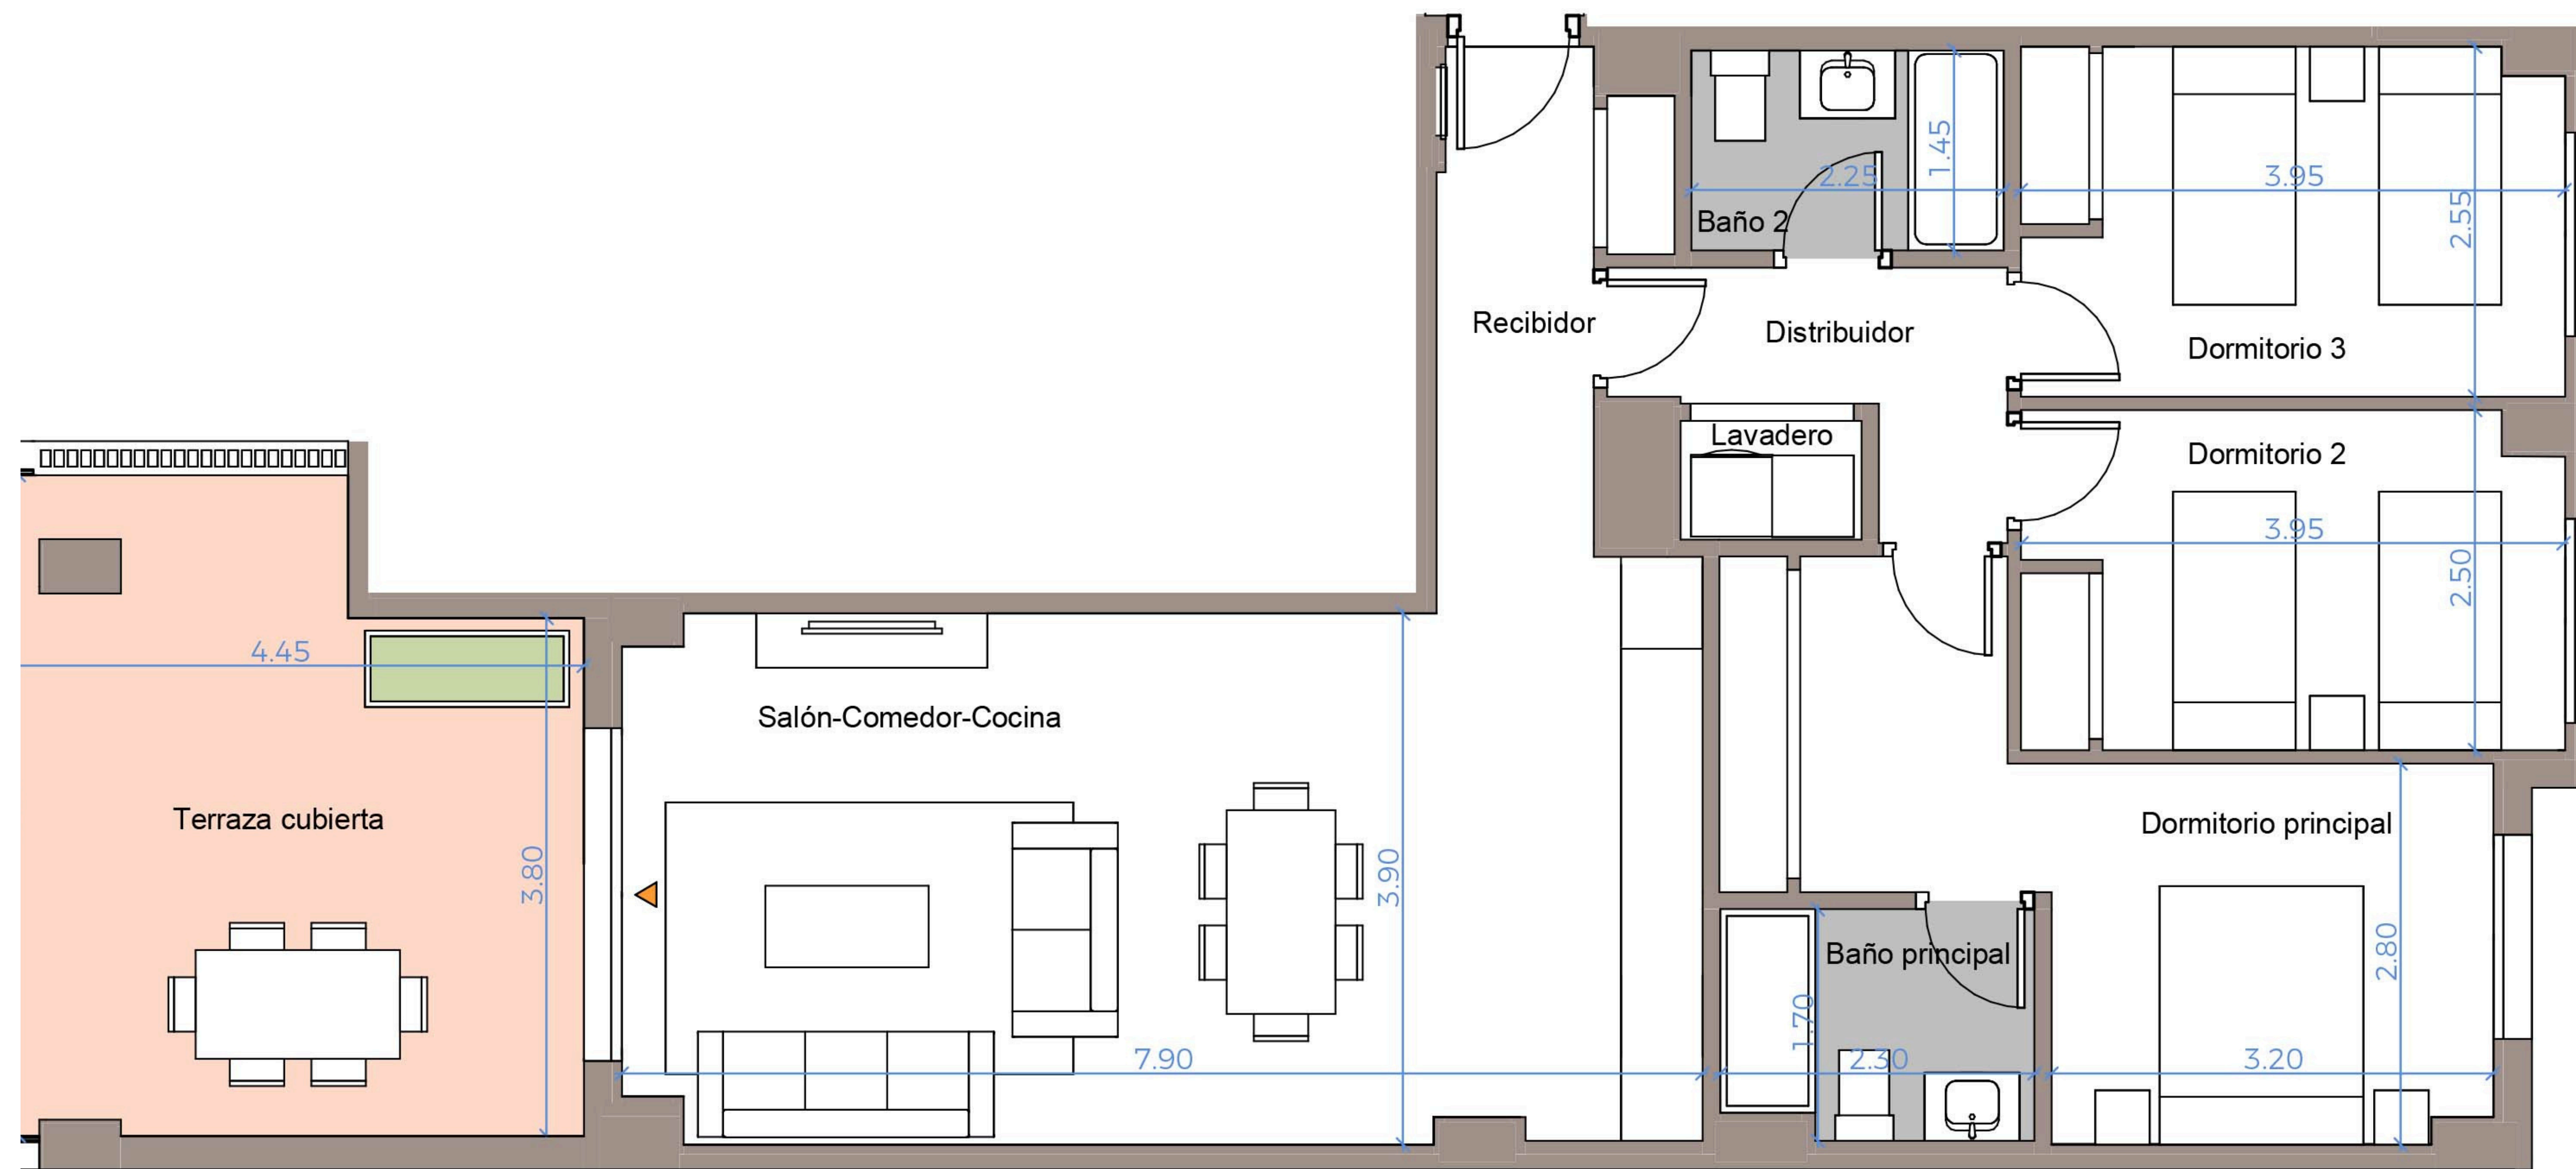 1.45
2.25
3.95
2.55
Baño 2
Recibidor
Distribuidor
Dormitorio 3
Lavadero
Dormitorio 2
3.95
2.50
4.45
Salón-Comedor-Cocina
Terraza cubierta
Dormitorio principal
3.80
3.90
Baño principal
2.80
1.70
7.90
2.30
3.20